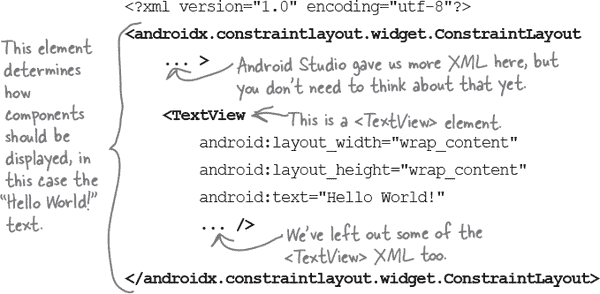 <?xml version="1.0" encoding="utf-8"?>
<androidx.constraintlayout.widget.ConstraintLayout
... >
Android Studio gave us more XML here, but
you don't need to think about that yet.
This element
determines
how
components
should be
displayed, in
this case the
"Hello World!"
text.
<TextView
This is a <TextView> element.
android:layout_width="wrap_content"
android:layout_height="wrap_content"
android:text="Hello World!"
... />
We've left out some of the
<TextView> XML too.
</androidx.constraintlayout.widget.ConstraintLayout>